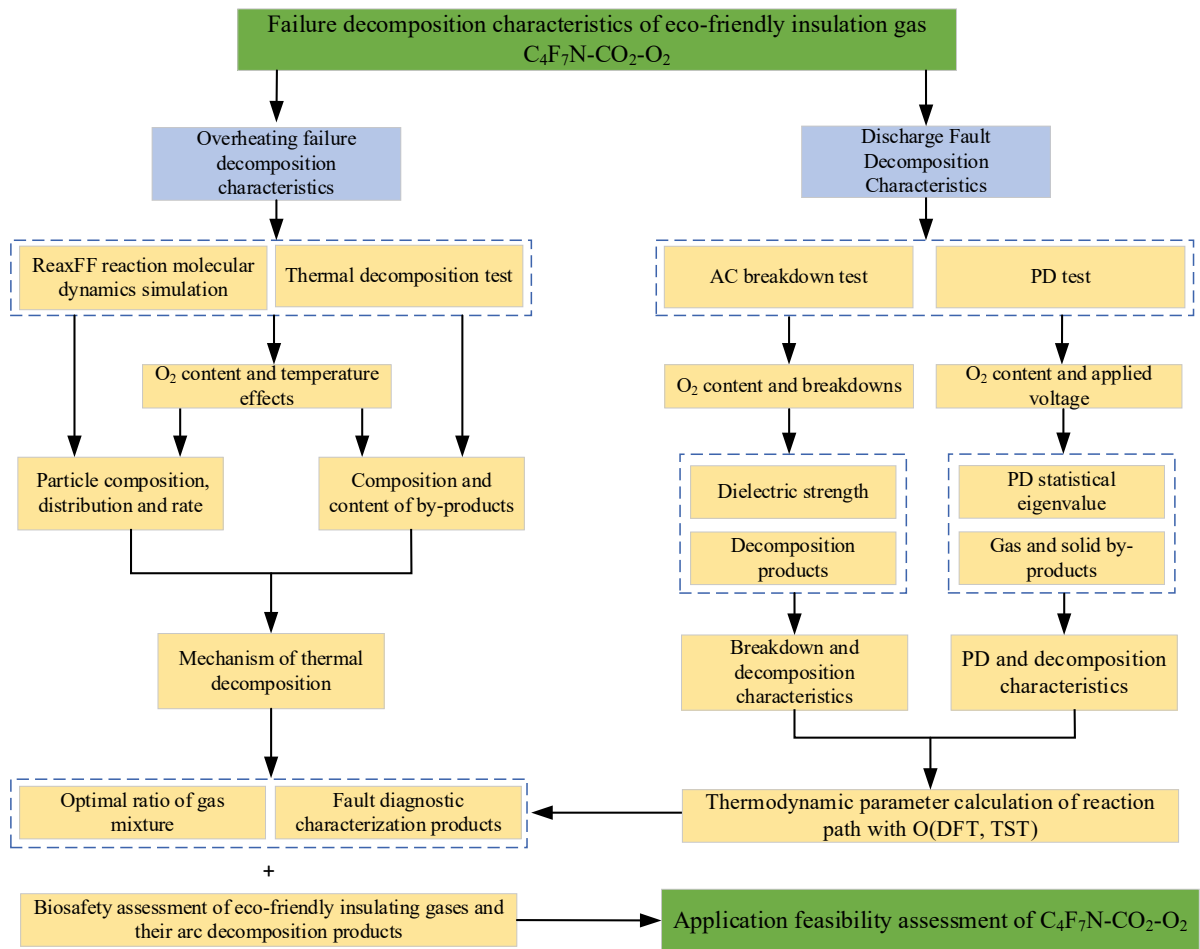 Failure decomposition characteristics of eco-friendly insulation gas
C₄F₇N-CO₂-O₂
Overheating failure
decomposition
characteristics
Discharge Fault
Decomposition
Characteristics
ReaxFF reaction molecular
dynamics simulation
Thermal decomposition test
AC breakdown test
PD test
O₂ content and temperature
effects
O₂ content and breakdowns
O₂ content and applied
voltage
Particle composition,
distribution and rate
Composition and
content of by-products
Dielectric strength
Decomposition
products
PD statistical
eigenvalue
Gas and solid by-
products
Mechanism of thermal
decomposition
Breakdown and
decomposition
characteristics
PD and decomposition
characteristics
Optimal ratio of gas
mixture
Fault diagnostic
characterization products
Thermodynamic parameter calculation of reaction
path with O(DFT, TST)
+
Biosafety assessment of eco-friendly insulating gases and
their arc decomposition products
Application feasibility assessment of C₄F₇N-CO₂-O₂